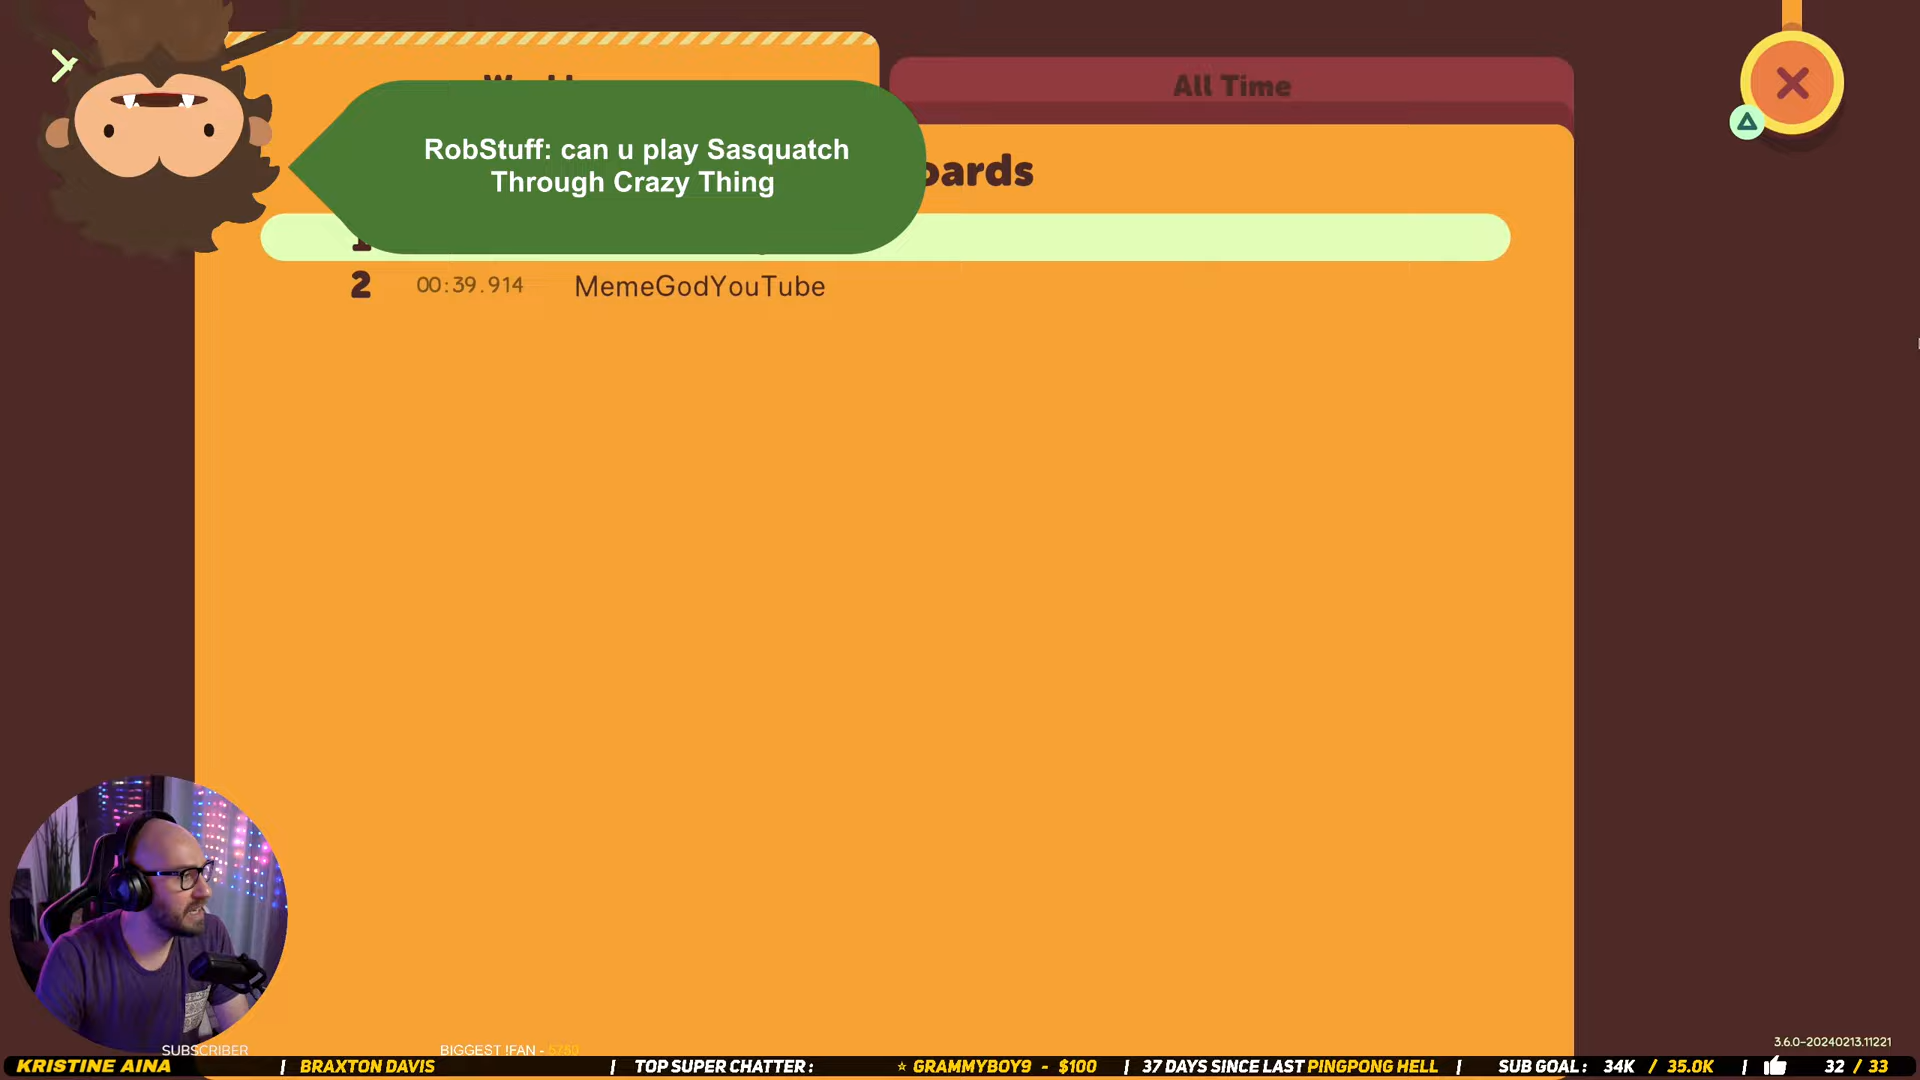 All Time
RobStuff: can u play Sasquatch
Through Crazy Thing
2 00:39.914 MemeGodYouTube
3.6.0-20240213.11221
SUBSCRIBER BIGGEST !FAN - 5750
KRISTINE AINA | BRAXTON DAVIS | TOP SUPER CHATTER: ⭐ GRAMMYBOY9 - $100 | 37 DAYS SINCE LAST PINGPONG HELL | SUB GOAL: 34K / 35.0K | 32 / 33